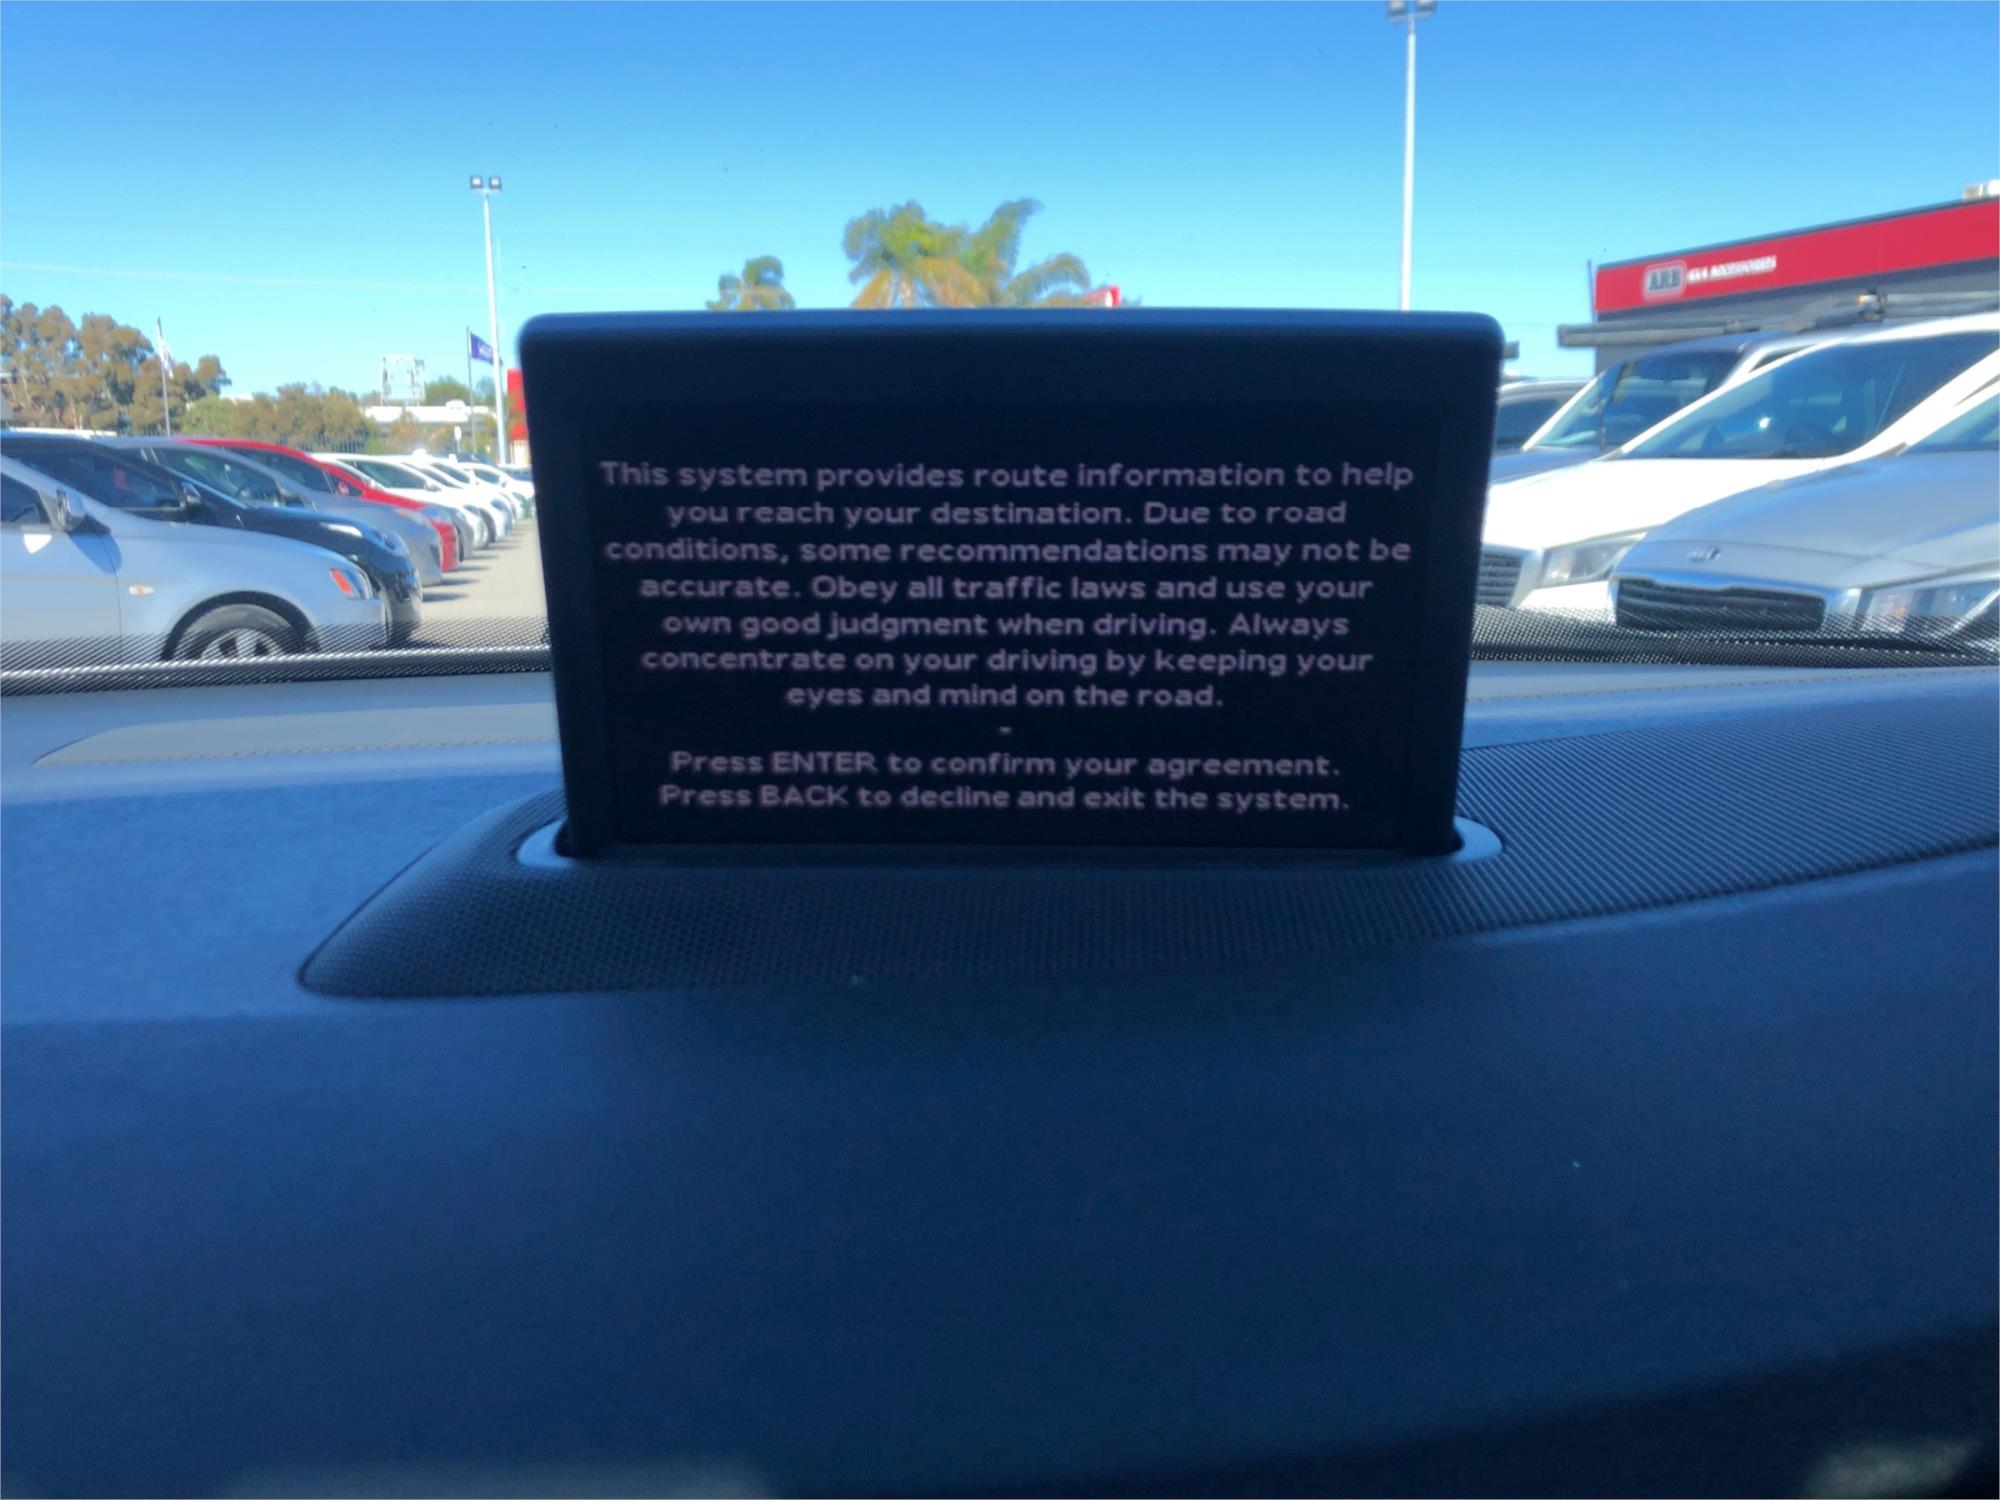 This system provides route information to help
you reach your destination. Due to road
conditions, some recommendations may not be
accurate. Obey all traffic laws and use your
own good judgment when driving. Always
concentrate on your driving by keeping your
eyes and mind on the road.
-
Press ENTER to confirm your agreement.
Press BACK to decline and exit the system.
ARB 4x4 ACCESSORIES